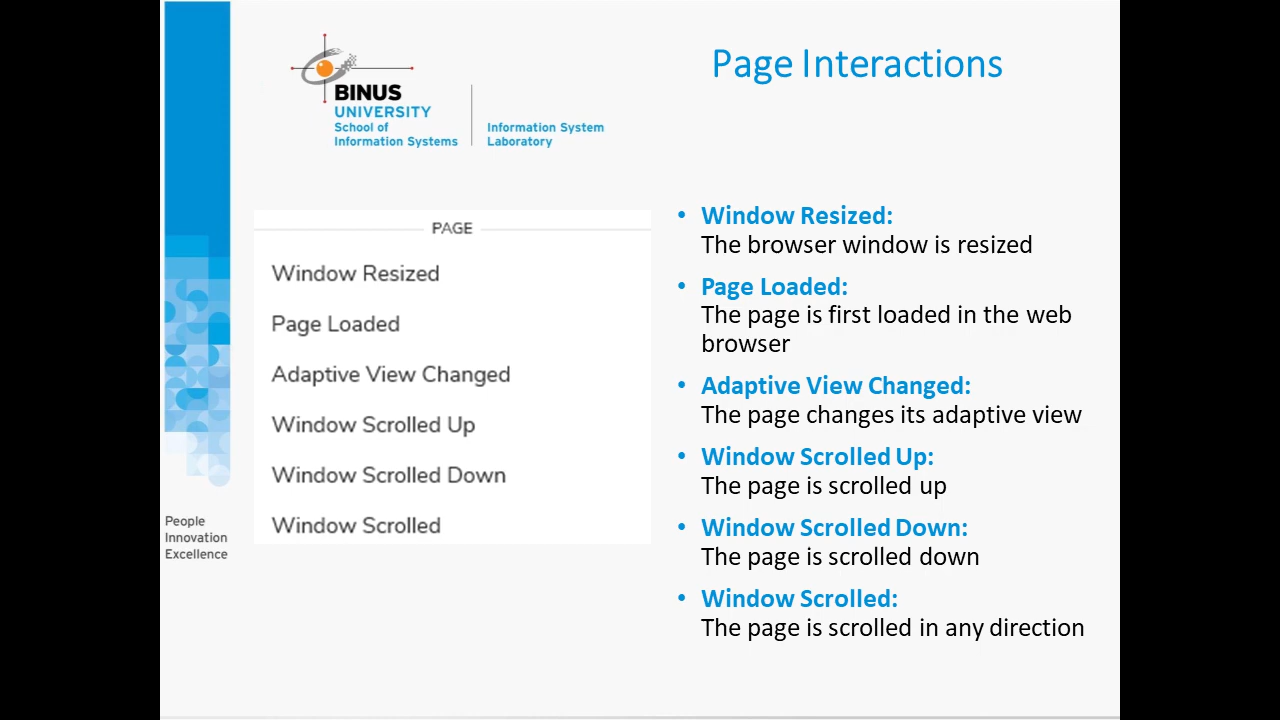 Page Interactions
BINUS
UNIVERSITY
School of
Information Systems
Information System
Laboratory
PAGE
Window Resized
Page Loaded
Adaptive View Changed
Window Scrolled Up
Window Scrolled Down
Window Scrolled
• Window Resized:
The browser window is resized
• Page Loaded:
The page is first loaded in the web
browser
• Adaptive View Changed:
The page changes its adaptive view
• Window Scrolled Up:
The page is scrolled up
• Window Scrolled Down:
The page is scrolled down
• Window Scrolled:
The page is scrolled in any direction
People
Innovation
Excellence